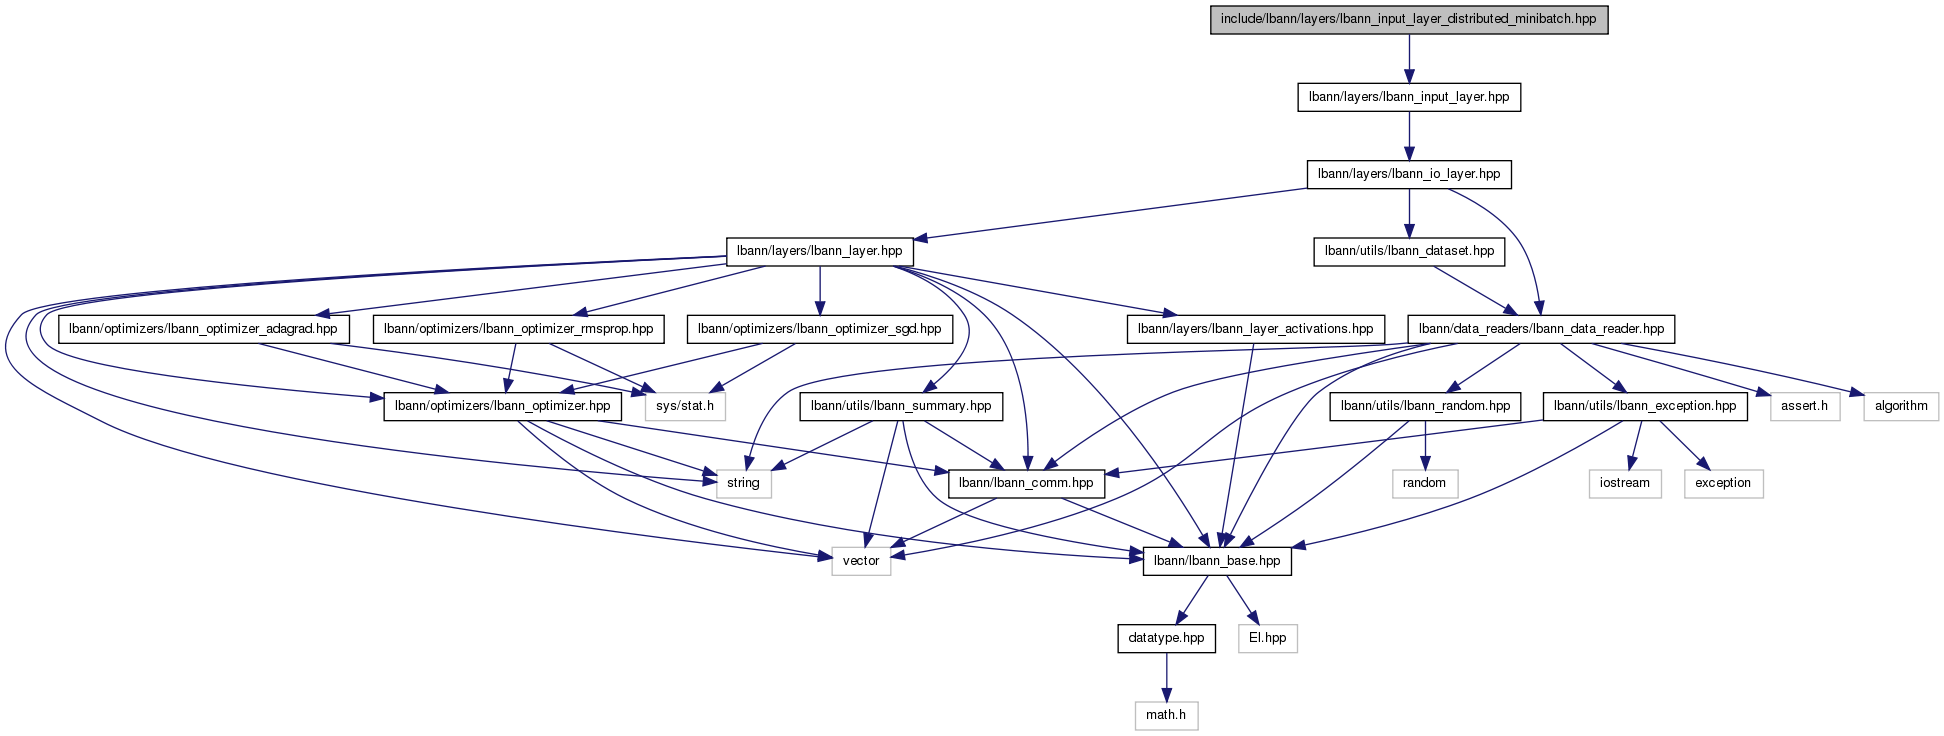 include/lbann/layers/lbann_input_layer_distributed_minibatch.hpp
lbann/layers/lbann_input_layer.hpp
lbann/layers/lbann_io_layer.hpp
lbann/layers/lbann_layer.hpp
lbann/utils/lbann_dataset.hpp
lbann/optimizers/lbann_optimizer_adagrad.hpp
lbann/optimizers/lbann_optimizer_rmsprop.hpp
lbann/optimizers/lbann_optimizer_sgd.hpp
lbann/layers/lbann_layer_activations.hpp
lbann/data_readers/lbann_data_reader.hpp
lbann/optimizers/lbann_optimizer.hpp
sys/stat.h
lbann/utils/lbann_summary.hpp
lbann/utils/lbann_random.hpp
lbann/utils/lbann_exception.hpp
assert.h
algorithm
string
lbann/lbann_comm.hpp
random
iostream
exception
vector
lbann/lbann_base.hpp
datatype.hpp
El.hpp
math.h